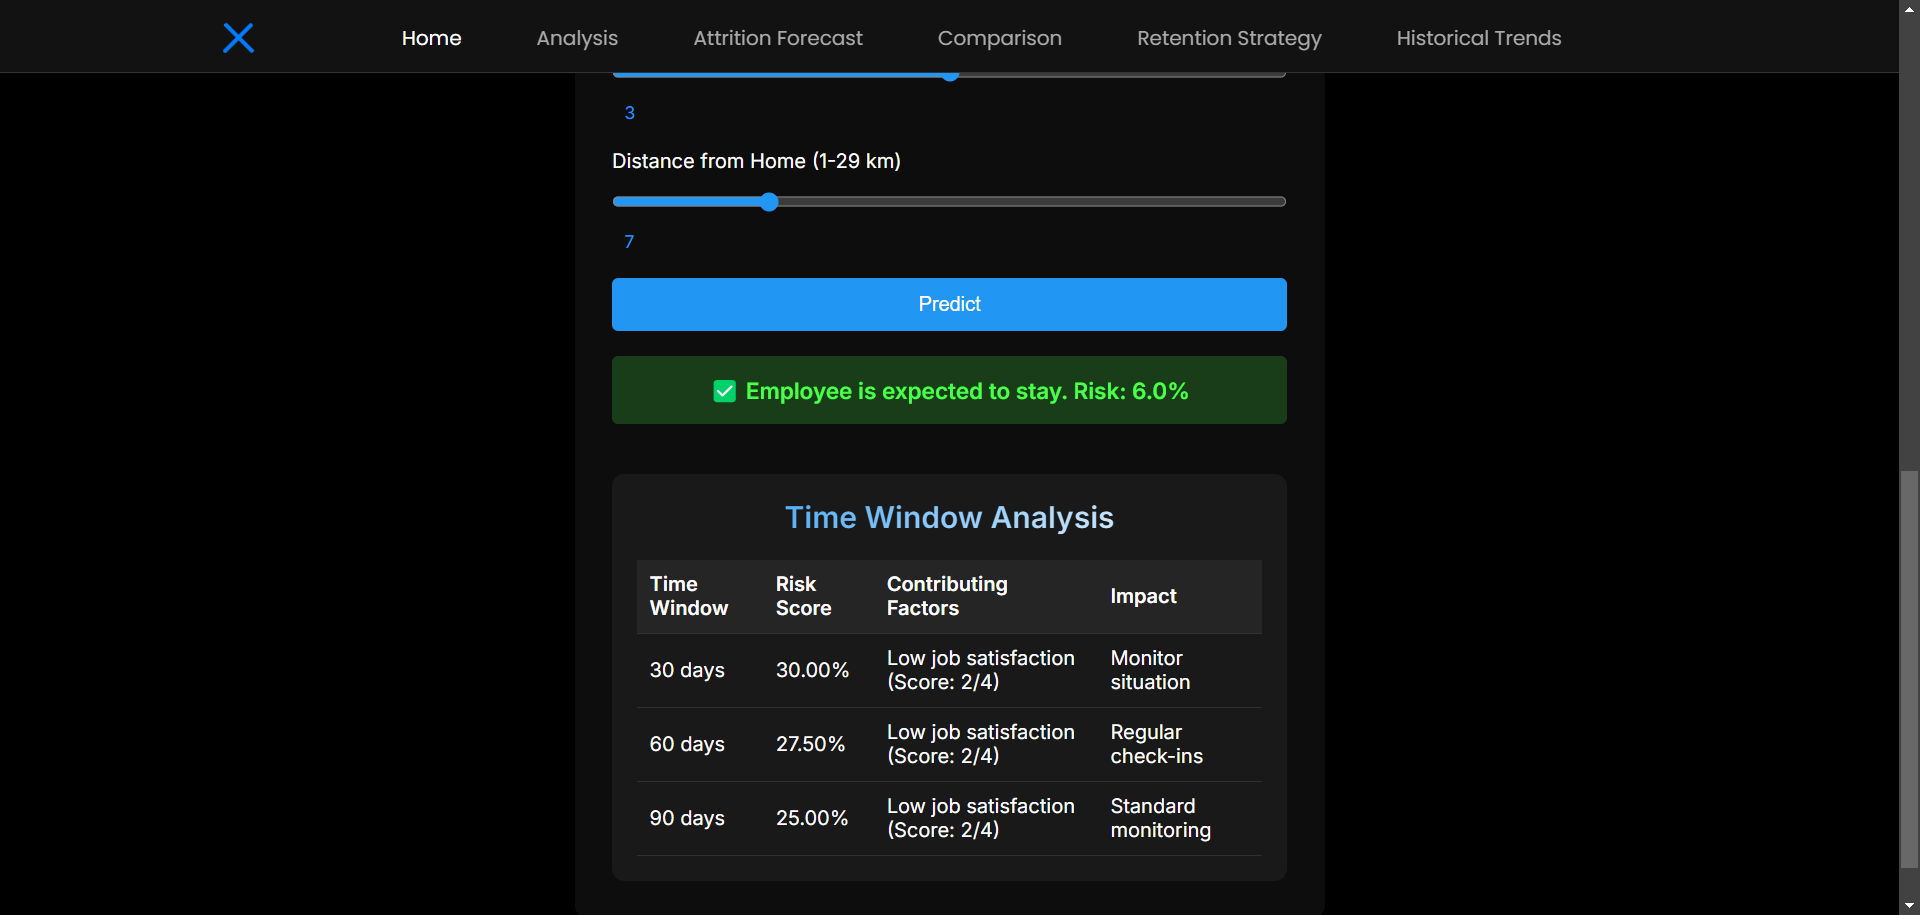 Home Analysis Attrition Forecast Comparison Retention Strategy Historical Trends
3
Distance from Home (1-29 km)
7
Predict
✅ Employee is expected to stay. Risk: 6.0%
Time Window Analysis
Time Window Risk Score Contributing Factors Impact
30 days 30.00% Low job satisfaction (Score: 2/4) Monitor situation
60 days 27.50% Low job satisfaction (Score: 2/4) Regular check-ins
90 days 25.00% Low job satisfaction (Score: 2/4) Standard monitoring